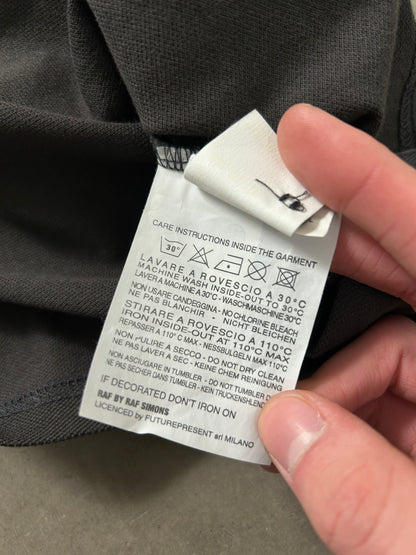 CARE INSTRUCTIONS INSIDE THE GARMENT
30°
LAVARE A ROVESCIO A 30°C
MACHINE WASH INSIDE-OUT TO 30°C
LAVER A MACHINE A 30°C - WASCHMASCHINE 30°C
NON USARE CANDEGGINA - NO CHLORINE BLEACH
NE PAS BLANCHIR - NICHT BLEICHEN
STIRARE A ROVESCIO A 110°C
IRON INSIDE-OUT AT 110°C MAX
REPASSER A 110°C MAX - NESSBULGELN MAX 110°C
NON PULIRE A SECCO - DO NOT DRY CLEAN
NE PAS LAVER A SEC - KEINE CHEM REINIGUNG
NON ASCIUGARE IN TUMBLER - DO NOT TUMBLER DRY
NE PAS SÉCHER DANS TUMBLER - KEIN TRUCKENSHLEND
IF DECORATED DON'T IRON ON
RAF BY RAF SIMONS
LICENCED by FUTUREPRESENT srl MILANO